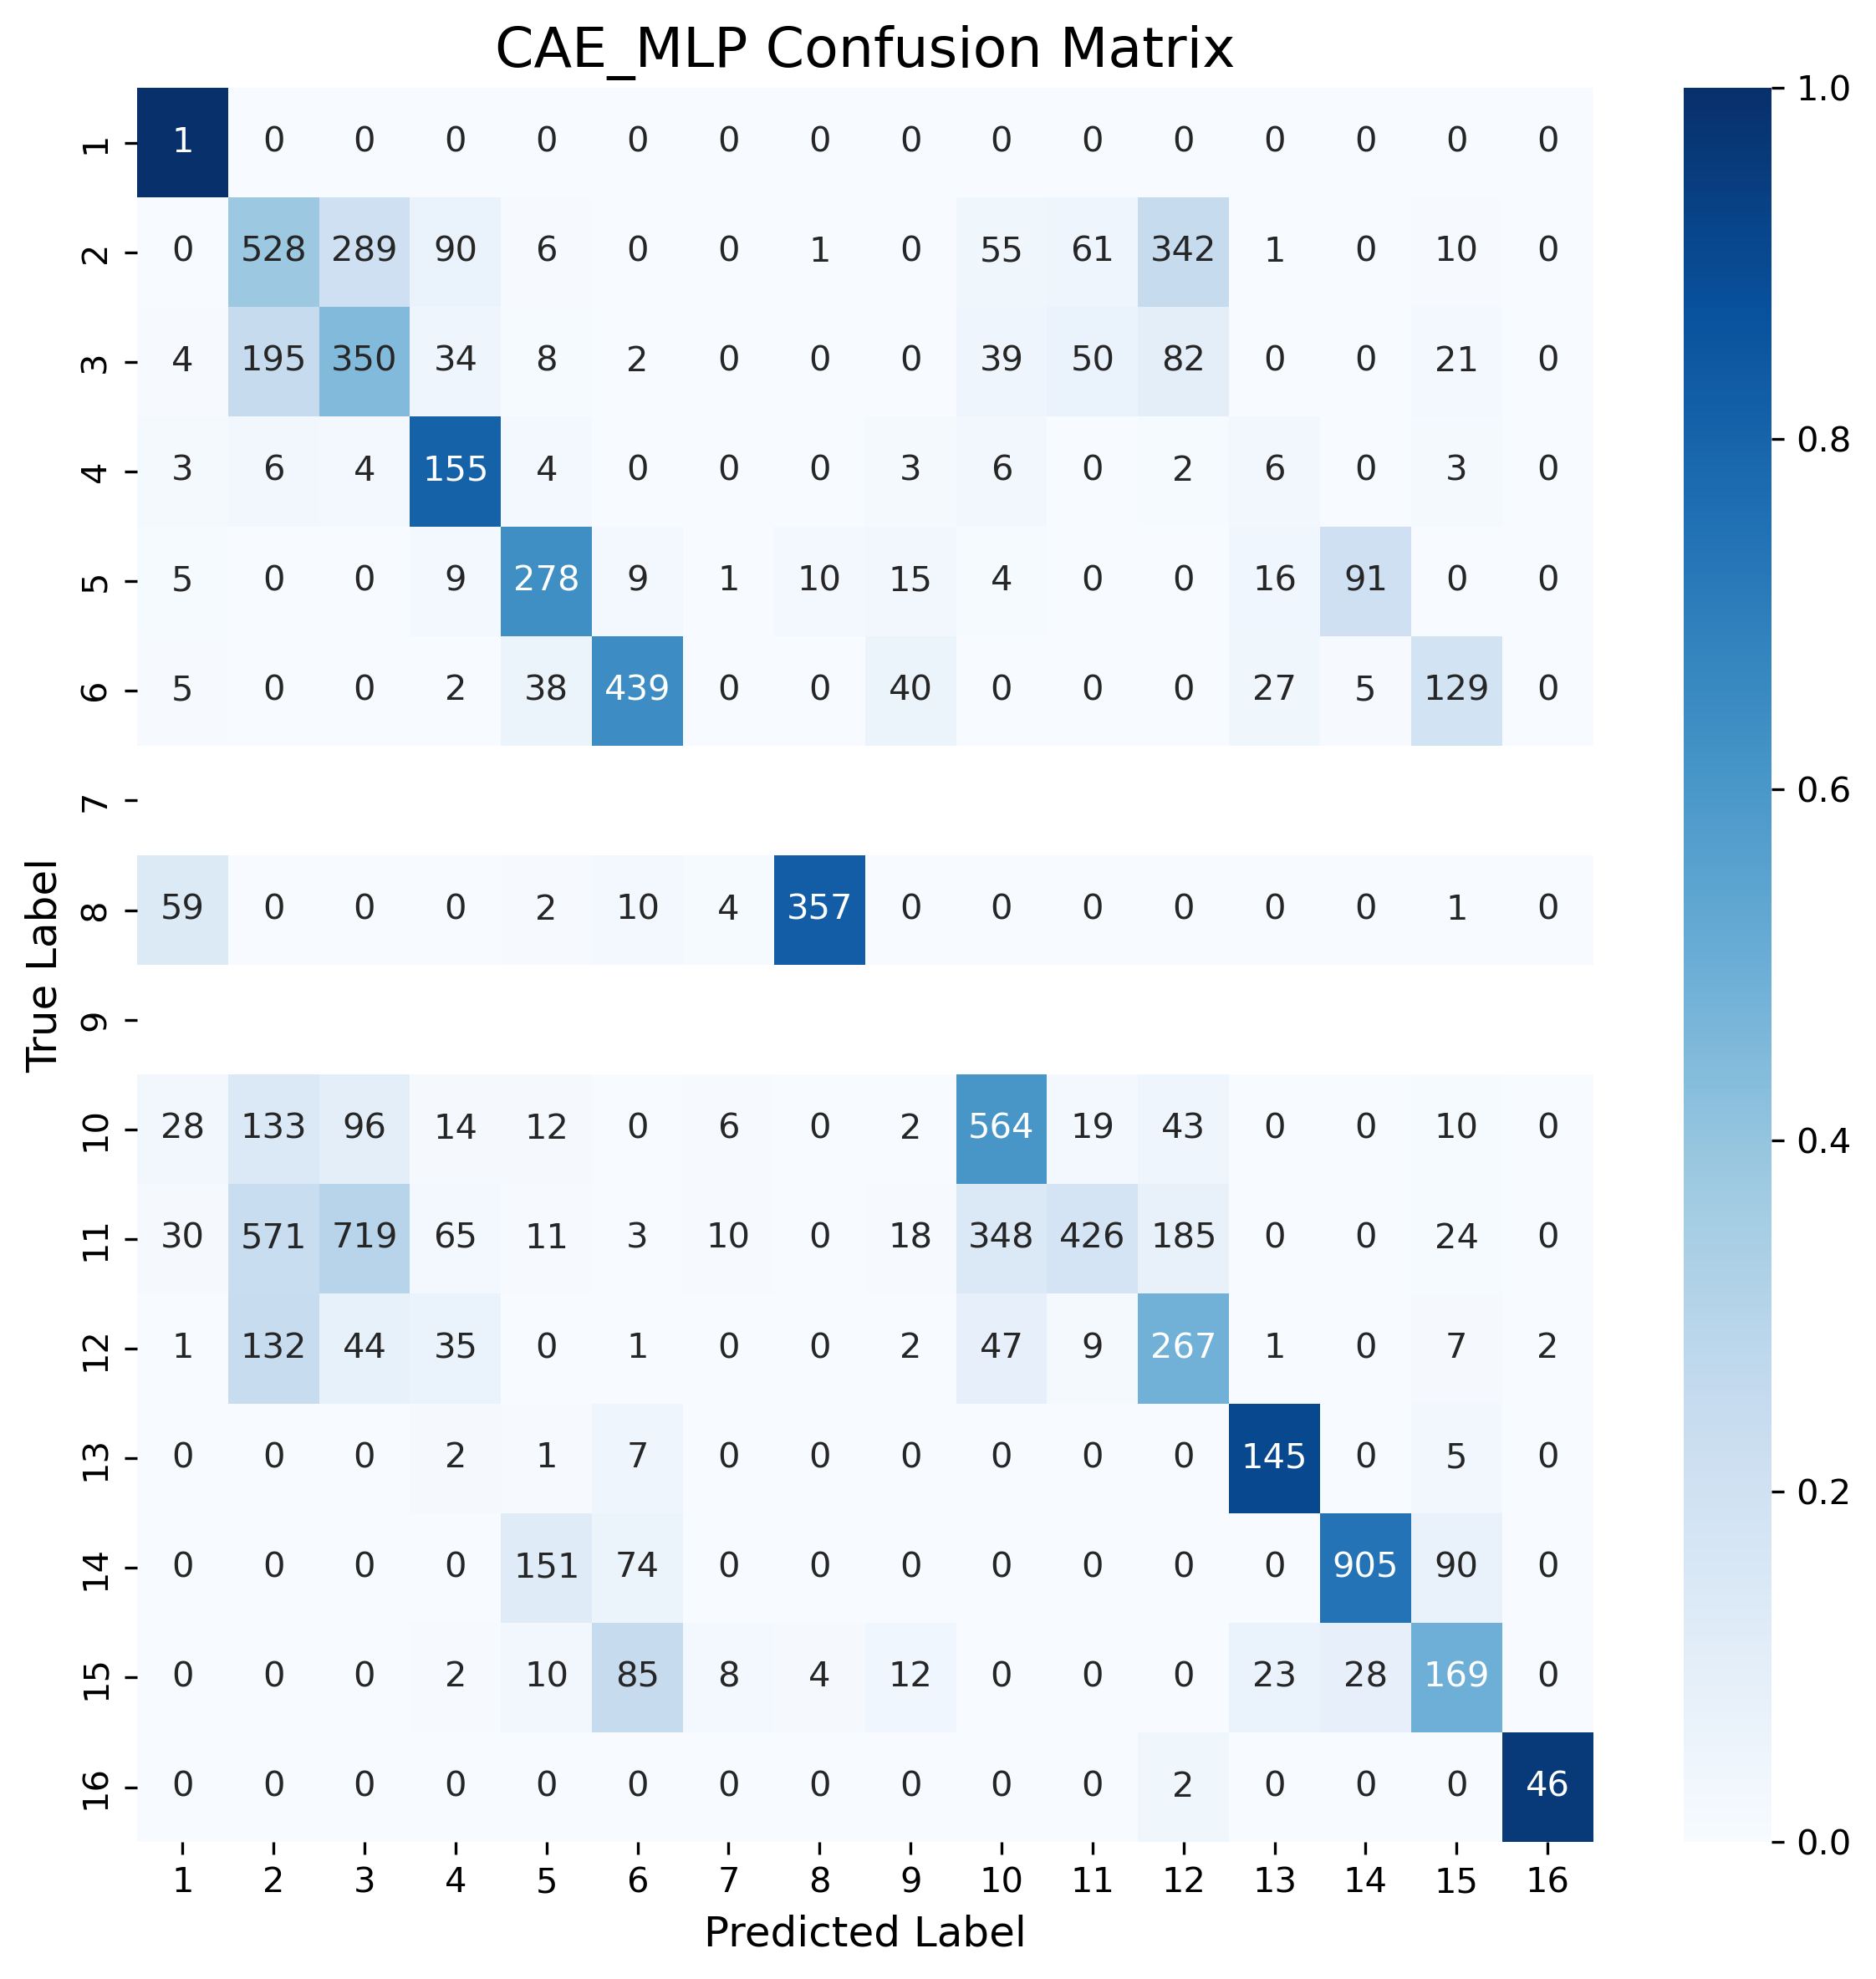 CAE_MLP Confusion Matrix
1 1 0 0 0 0 0 0 0 0 0 0 0 0 0 0 0
2 0 528 289 90 6 0 0 1 0 55 61 342 1 0 10 0
3 4 195 350 34 8 2 0 0 0 39 50 82 0 0 21 0
4 3 6 4 155 4 0 0 0 3 6 0 2 6 0 3 0
5 5 0 0 9 278 9 1 10 15 4 0 0 16 91 0 0
6 5 0 0 2 38 439 0 0 40 0 0 0 27 5 129 0
7
8 59 0 0 0 2 10 4 357 0 0 0 0 0 0 1 0
9
10 28 133 96 14 12 0 6 0 2 564 19 43 0 0 10 0
11 30 571 719 65 11 3 10 0 18 348 426 185 0 0 24 0
12 1 132 44 35 0 1 0 0 2 47 9 267 1 0 7 2
13 0 0 0 2 1 7 0 0 0 0 0 0 145 0 5 0
14 0 0 0 0 151 74 0 0 0 0 0 0 0 905 90 0
15 0 0 0 2 10 85 8 4 12 0 0 0 23 28 169 0
16 0 0 0 0 0 0 0 0 0 0 0 2 0 0 0 46
1 2 3 4 5 6 7 8 9 10 11 12 13 14 15 16
Predicted Label
True Label
1.0
0.8
0.6
0.4
0.2
0.0